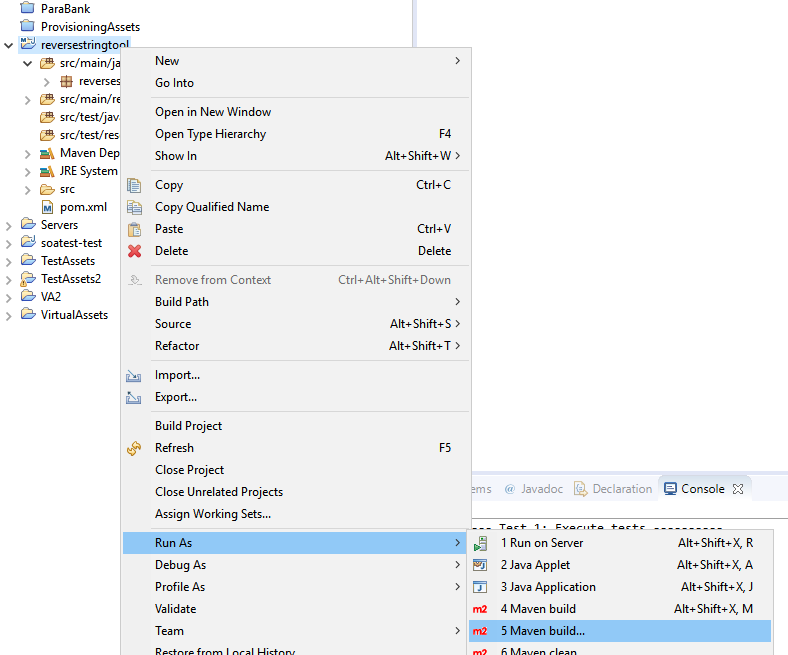 ParaBank
ProvisioningAssets
reversestringtool
src/main/ja
reverses
src/main/re
src/test/jav
src/test/res
Maven Dep
JRE System
src
pom.xml
Servers
soatest-test
TestAssets
TestAssets2
VA2
VirtualAssets
New
Go Into
Open in New Window
Open Type Hierarchy F4
Show In Alt+Shift+W
Copy Ctrl+C
Copy Qualified Name
Paste Ctrl+V
Delete Delete
Remove from Context Ctrl+Alt+Shift+Down
Build Path
Source Alt+Shift+S
Refactor Alt+Shift+T
Import...
Export...
Build Project
Refresh F5
Close Project
Close Unrelated Projects
Assign Working Sets...
Run As
Debug As
Profile As
Validate
Team
Restore from Local History
ems @ Javadoc Declaration Console
Test 1: Execute tests ----------
1 Run on Server Alt+Shift+X, R
2 Java Applet Alt+Shift+X, A
3 Java Application Alt+Shift+X, J
m2 4 Maven build Alt+Shift+X, M
m2 5 Maven build...
m2 6 Maven clean